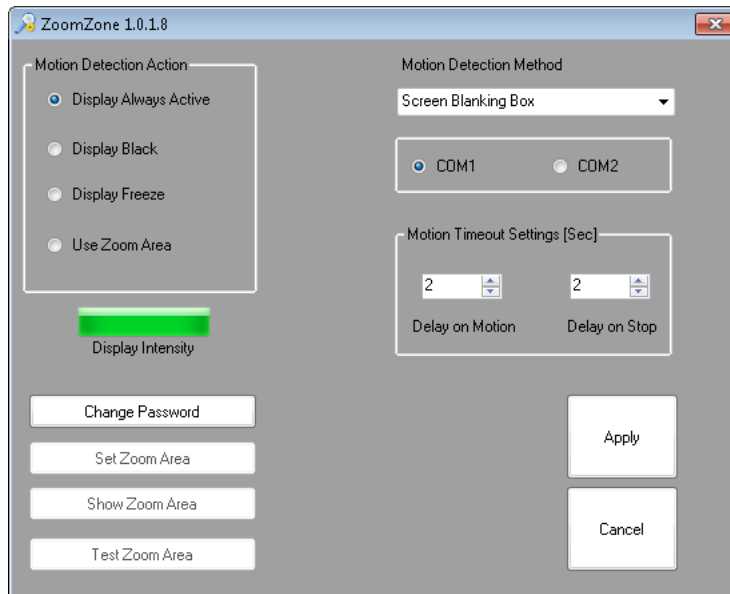 ZoomZone 1.0.1.8
Motion Detection Action
Display Always Active
Display Black
Display Freeze
Use Zoom Area
Display Intensity
Change Password
Set Zoom Area
Show Zoom Area
Test Zoom Area
Motion Detection Method
Screen Blanking Box
COM1 COM2
Motion Timeout Settings [Sec]
2 2
Delay on Motion Delay on Stop
Apply
Cancel